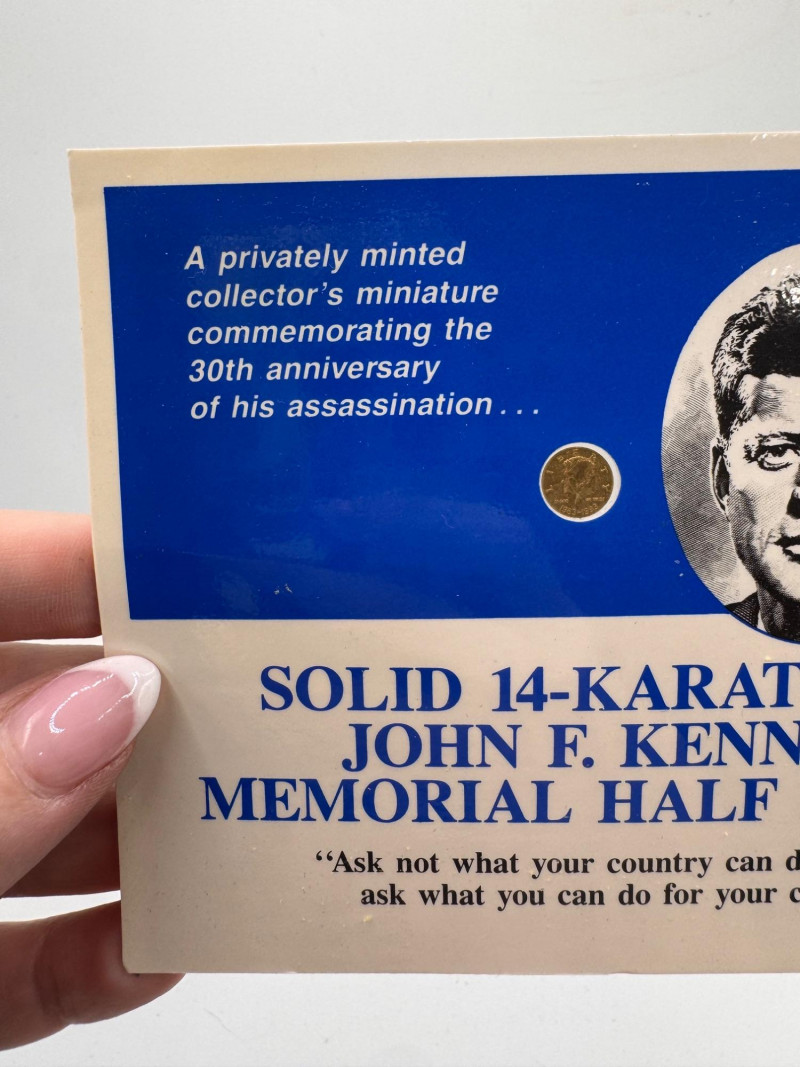 A privately minted
collector's miniature
commemorating the
30th anniversary
of his assassination...
LIBERTY
SOLID 14-KARAT
JOHN F. KENN
MEMORIAL HALF
“Ask not what your country can d
ask what you can do for your c